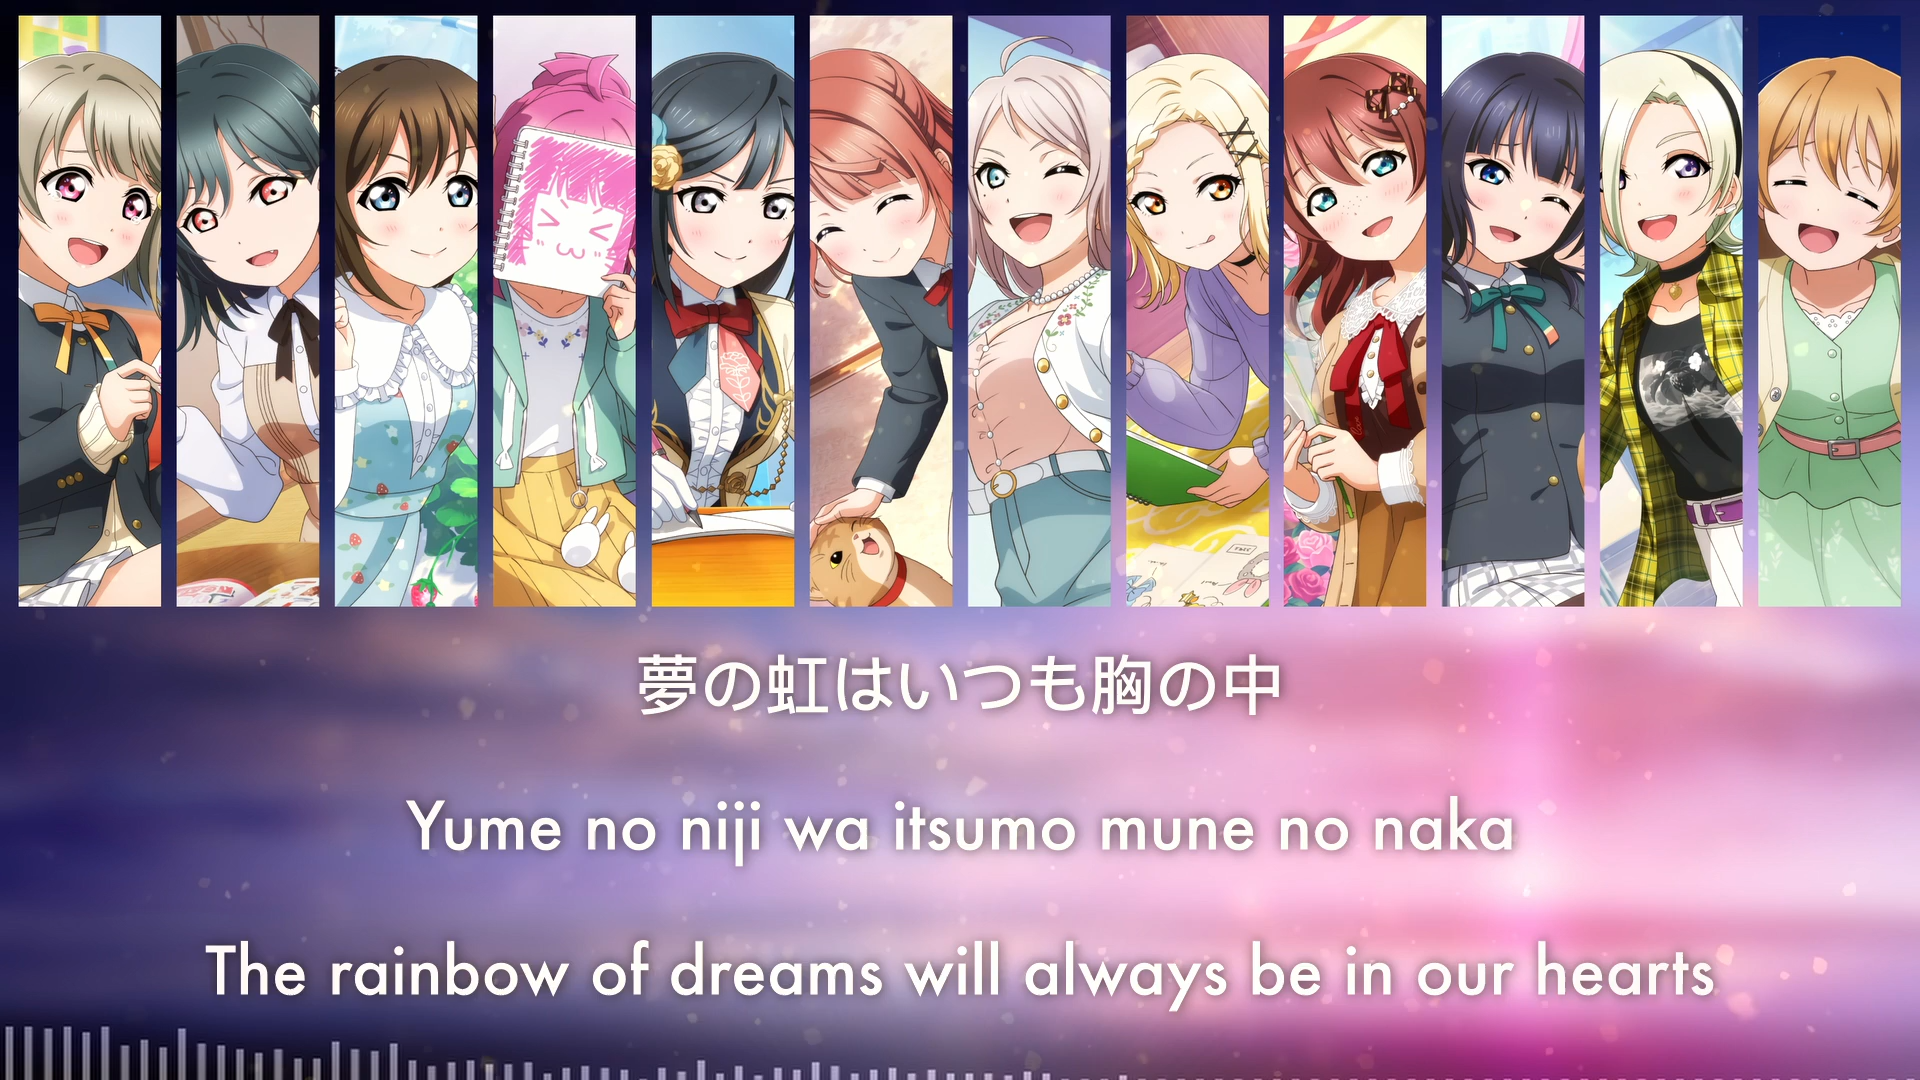 夢の虹はいつも胸の中
Yume no niji wa itsumo mune no naka
The rainbow of dreams will always be in our hearts